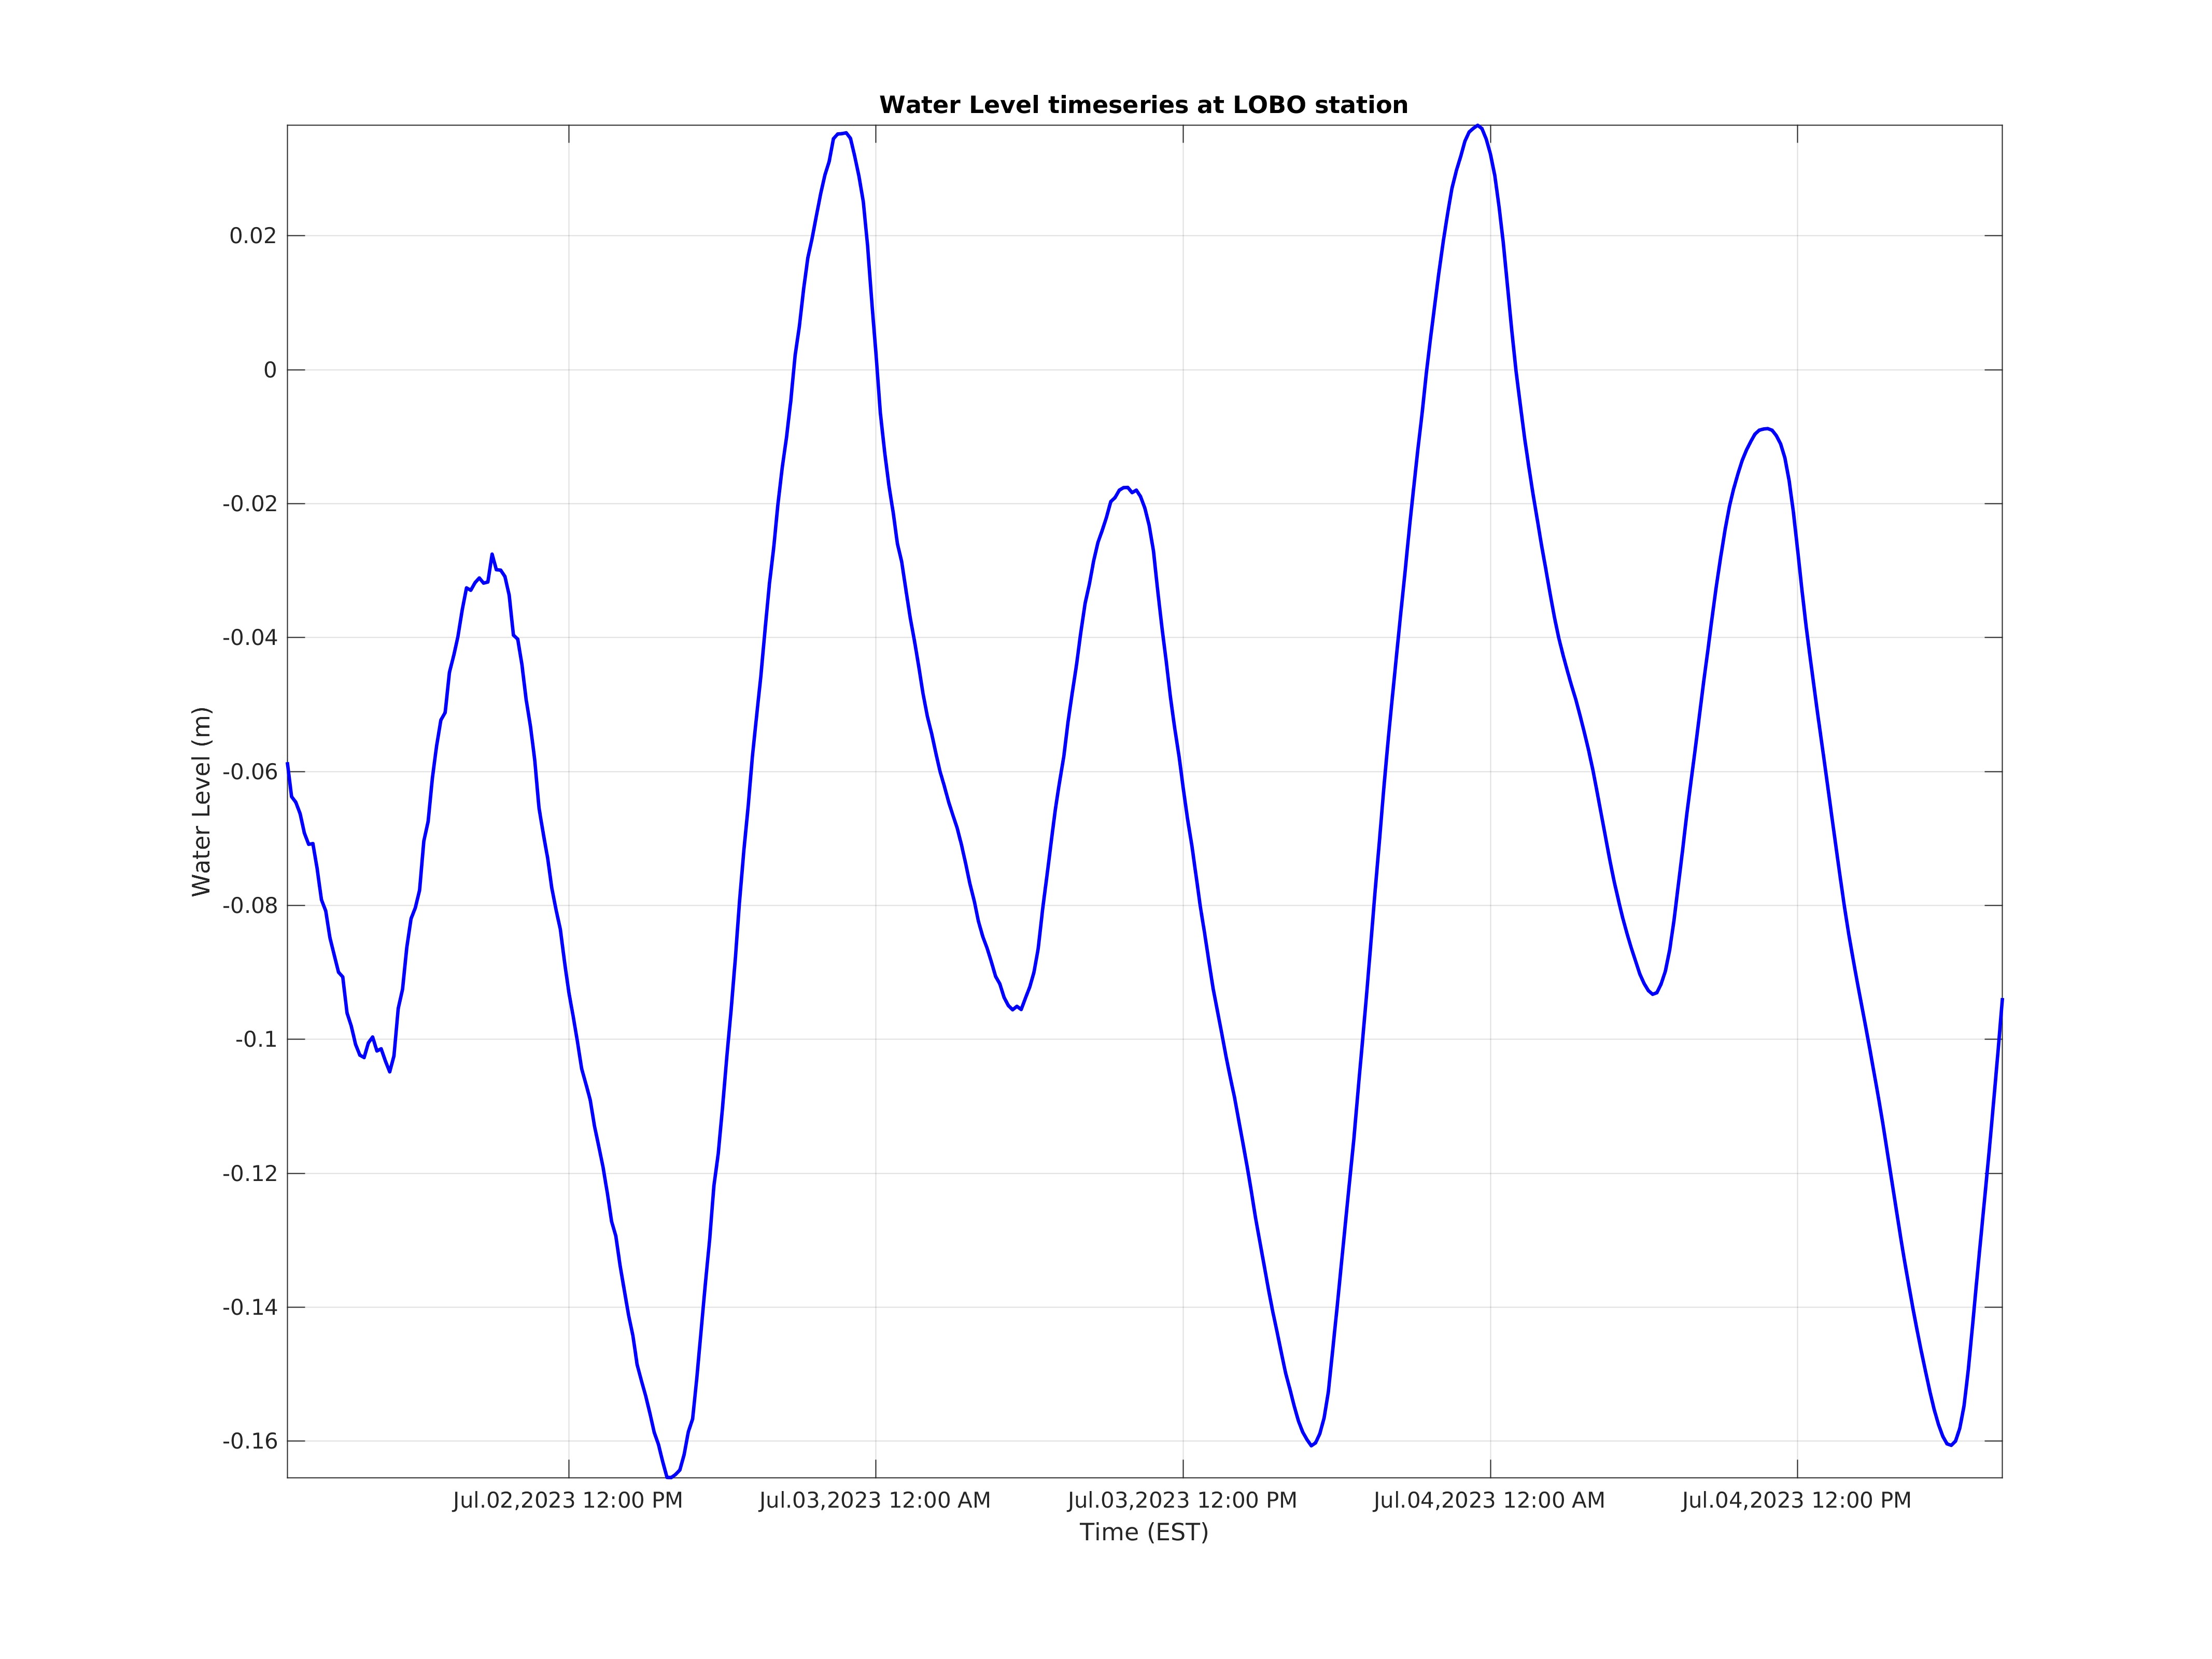 Water Level timeseries at LOBO station
0.02
0
-0.02
-0.04
-0.06
-0.08
-0.1
-0.12
-0.14
-0.16
Water Level (m)
Jul.02,2023 12:00 PM
Jul.03,2023 12:00 AM
Jul.03,2023 12:00 PM
Jul.04,2023 12:00 AM
Jul.04,2023 12:00 PM
Time (EST)